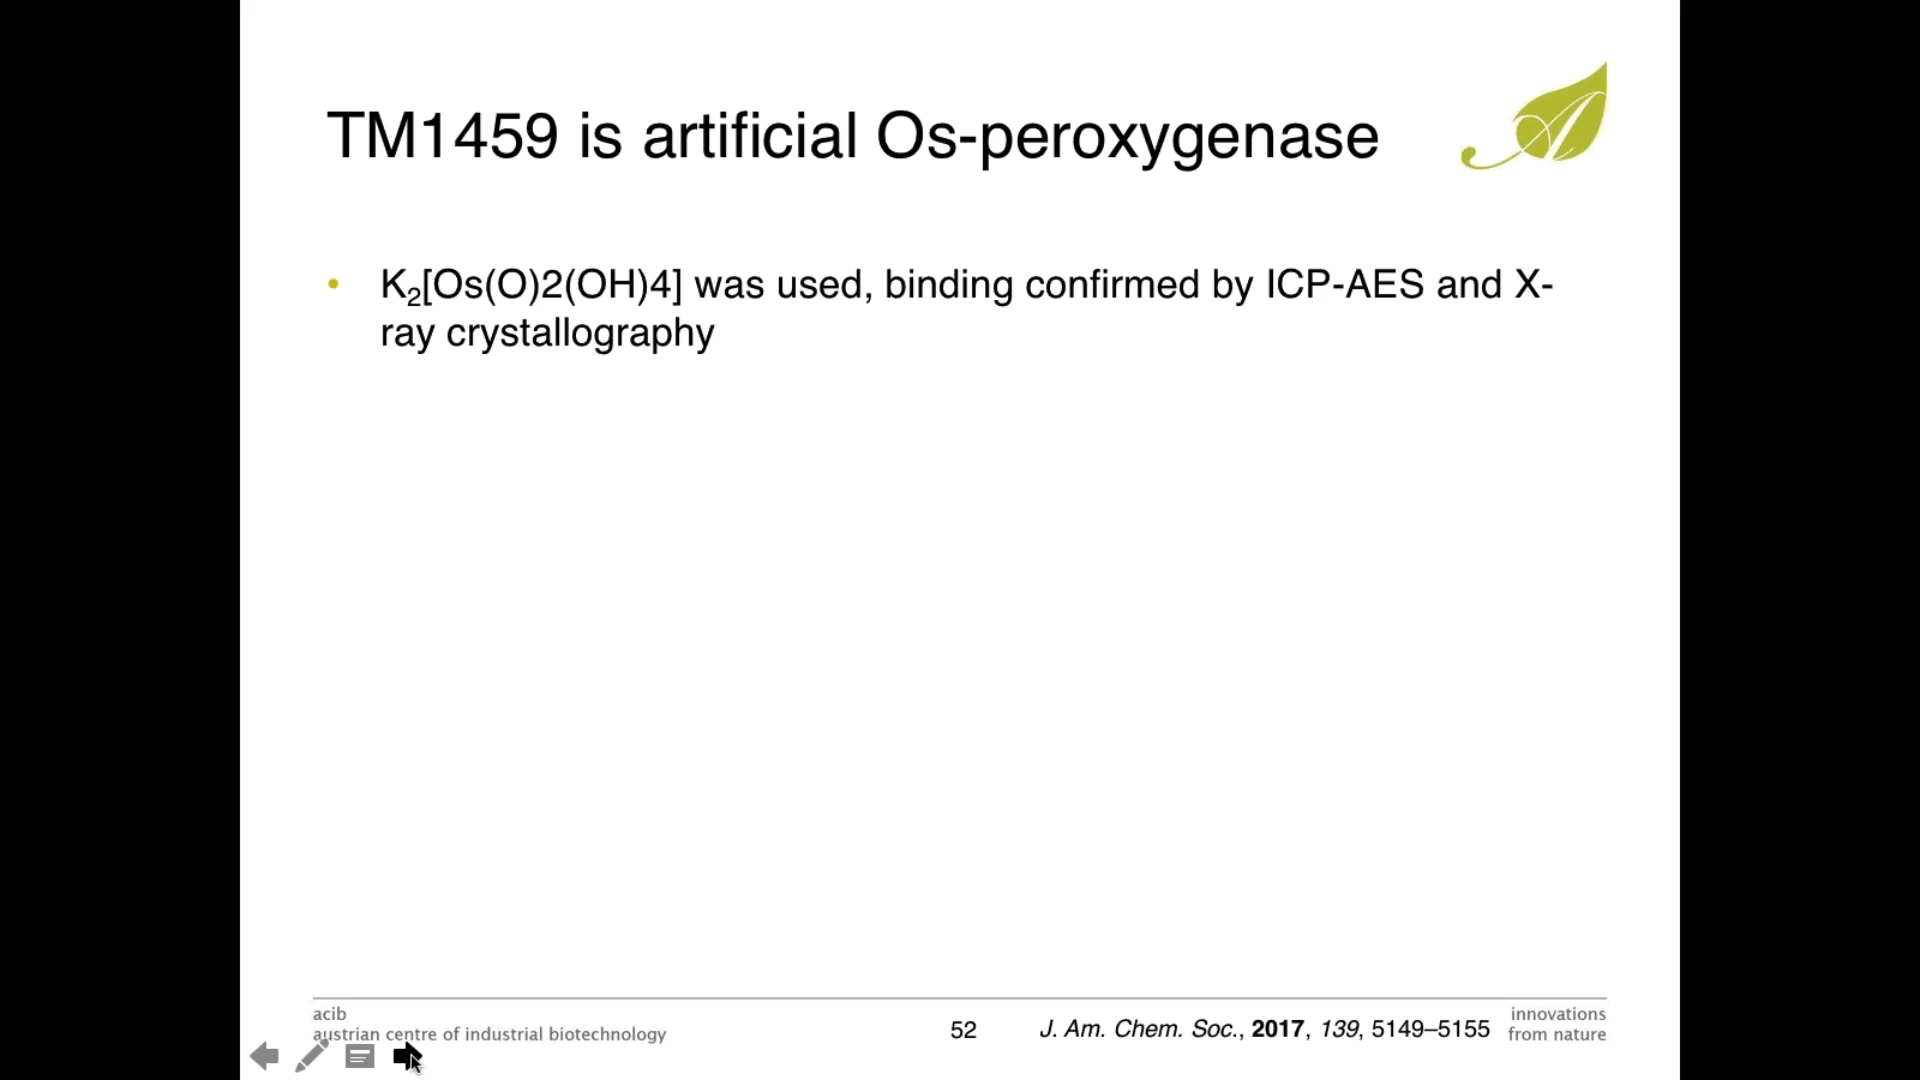 TM1459 is artificial Os-peroxygenase
• K₂[Os(O)2(OH)4] was used, binding confirmed by ICP-AES and X-
ray crystallography
acib
austrian centre of industrial biotechnology
52
J. Am. Chem. Soc., 2017, 139, 5149–5155
innovations
from nature